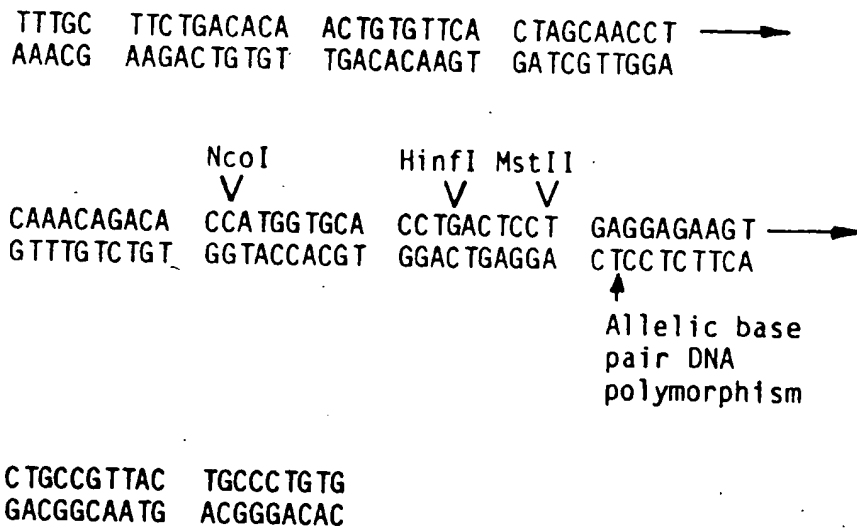 TTTGC TTCTGACACA ACTGTGTTCA CTAGCAACCT
AAACG AAGACTGTGT TGACACAAGT GATCGTTGGA
NcoI HinfI MstII
CAAACAGACA CCATGGTGCA CCTGACTCCT GAGGAGAAGT
GTTTGTCTGT GGTACCACGT GGACTGAGGA CTCCTCTTCA
Allelic base
pair DNA
polymorphism
CTGCCGTTAC TGCCCTGTG
GACGGCAATG ACGGGACAC